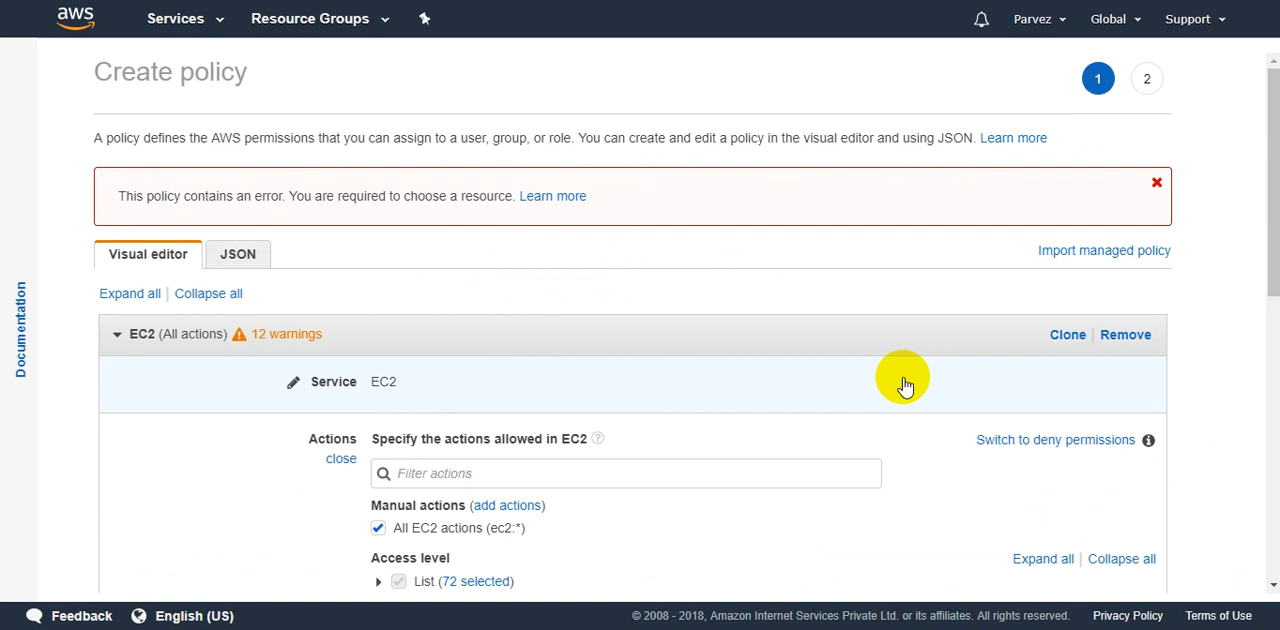 aws Services Resource Groups Parvez Global Support
Create policy
1 2
A policy defines the AWS permissions that you can assign to a user, group, or role. You can create and edit a policy in the visual editor and using JSON. Learn more
This policy contains an error. You are required to choose a resource. Learn more
Visual editor JSON Import managed policy
Expand all | Collapse all
EC2 (All actions) 12 warnings Clone | Remove
Service EC2
Actions Specify the actions allowed in EC2 ? Switch to deny permissions
close
Filter actions
Manual actions (add actions)
All EC2 actions (ec2:*)
Access level Expand all | Collapse all
List (72 selected)
Documentation
Feedback English (US) © 2008 - 2018, Amazon Internet Services Private Ltd. or its affiliates. All rights reserved. Privacy Policy Terms of Use